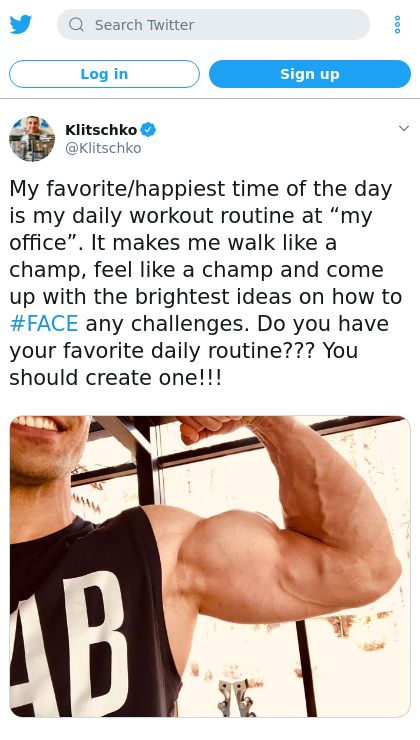 Search Twitter
Log in
Sign up
Klitschko
@Klitschko
My favorite/happiest time of the day
is my daily workout routine at “my
office”. It makes me walk like a
champ, feel like a champ and come
up with the brightest ideas on how to
#FACE any challenges. Do you have
your favorite daily routine??? You
should create one!!!
AB